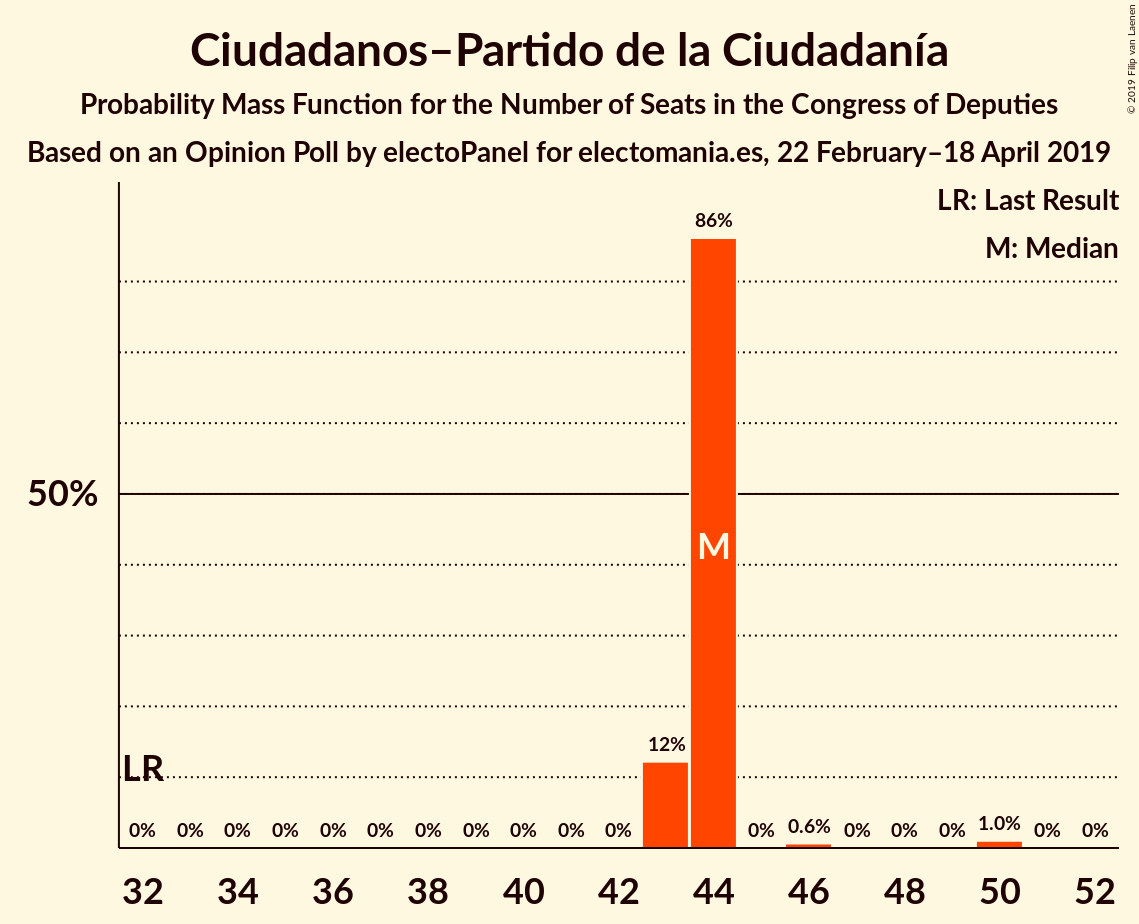 Ciudadanos–Partido de la Ciudadanía
Probability Mass Function for the Number of Seats in the Congress of Deputies
Based on an Opinion Poll by electoPanel for electomania.es, 22 February–18 April 2019
© 2019 Filip van Laenen
LR: Last Result
M: Median
86%
50%
M
12%
LR
0% 0% 0% 0% 0% 0% 0% 0% 0% 0% 0% 0% 0.6% 0% 0% 0% 1.0% 0% 0%
32 34 36 38 40 42 44 46 48 50 52